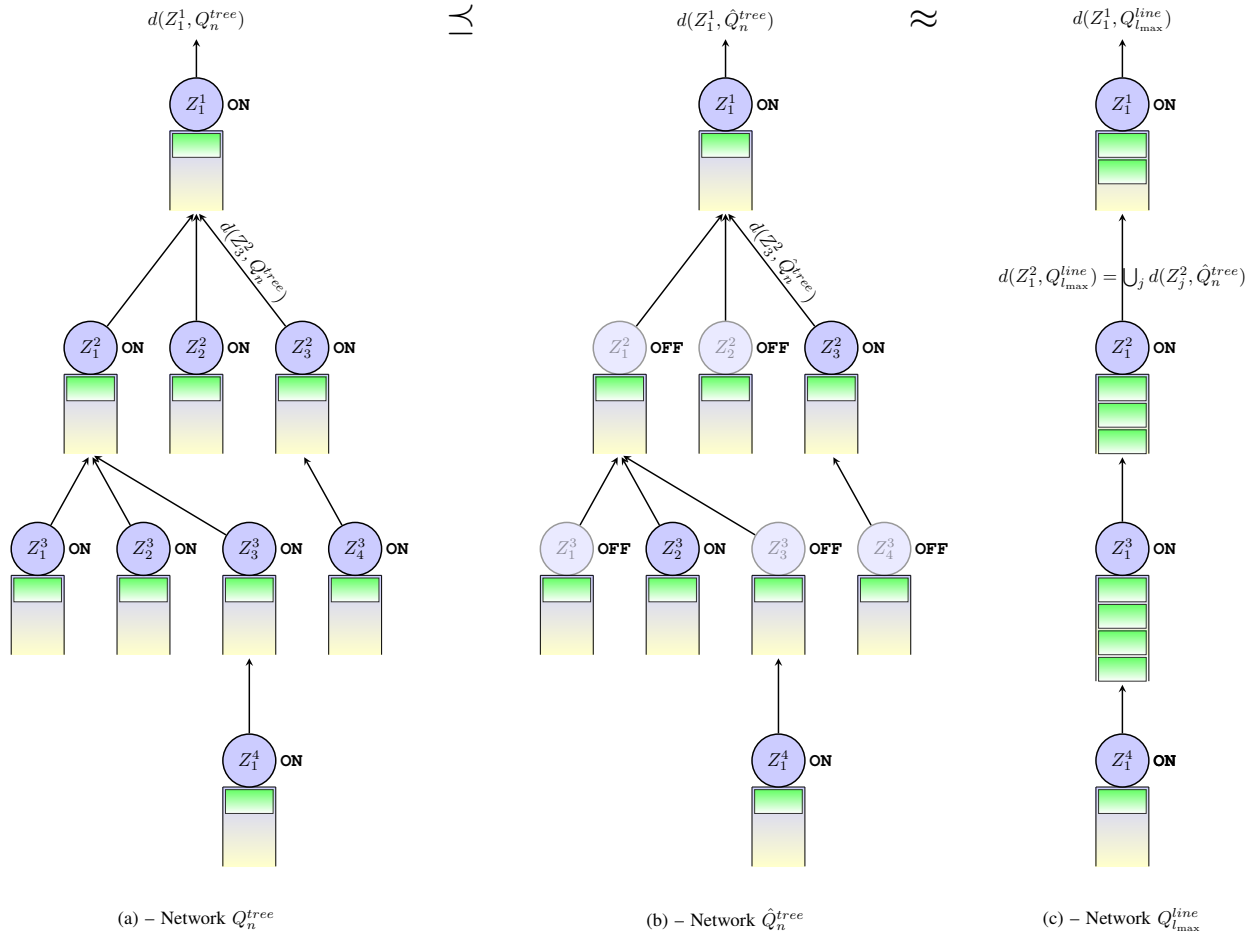 d(Z_1^1, Q_n^{tree}) ⪯ d(Z_1^1, \hat{Q}_n^{tree}) ≈ d(Z_1^1, Q_{l_{max}}^{line})
Z_1^1 ON Z_1^1 ON Z_1^1 ON
d(Z_3^2, Q_n^{tree}) d(Z_3^2, \hat{Q}_n^{tree})
d(Z_1^2, Q_{l_{max}}^{line}) = ⋃_j d(Z_j^2, \hat{Q}_n^{tree})
Z_1^2 ON Z_2^2 ON Z_3^2 ON Z_1^2 OFF Z_2^2 OFF Z_3^2 ON Z_1^2 ON
Z_1^3 ON Z_2^3 ON Z_3^3 ON Z_4^3 ON Z_1^3 OFF Z_2^3 ON Z_3^3 OFF Z_4^3 OFF Z_1^3 ON
Z_1^4 ON Z_1^4 ON Z_1^4 ON
(a) – Network Q_n^{tree} (b) – Network \hat{Q}_n^{tree} (c) – Network Q_{l_{max}}^{line}